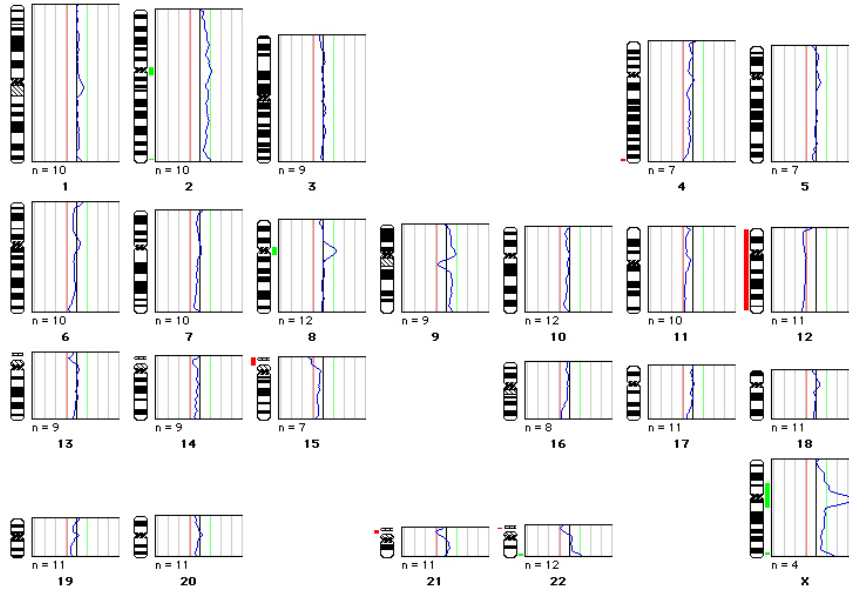 n = 10
n = 10
n = 9
n = 7
n = 7
1
2
3
4
5
n = 10
n = 10
n = 12
n = 9
n = 12
n = 10
n = 11
6
7
8
9
10
11
12
n = 9
n = 9
n = 7
n = 8
n = 11
n = 11
13
14
15
16
17
18
n = 11
n = 11
n = 11
n = 12
n = 4
19
20
21
22
X